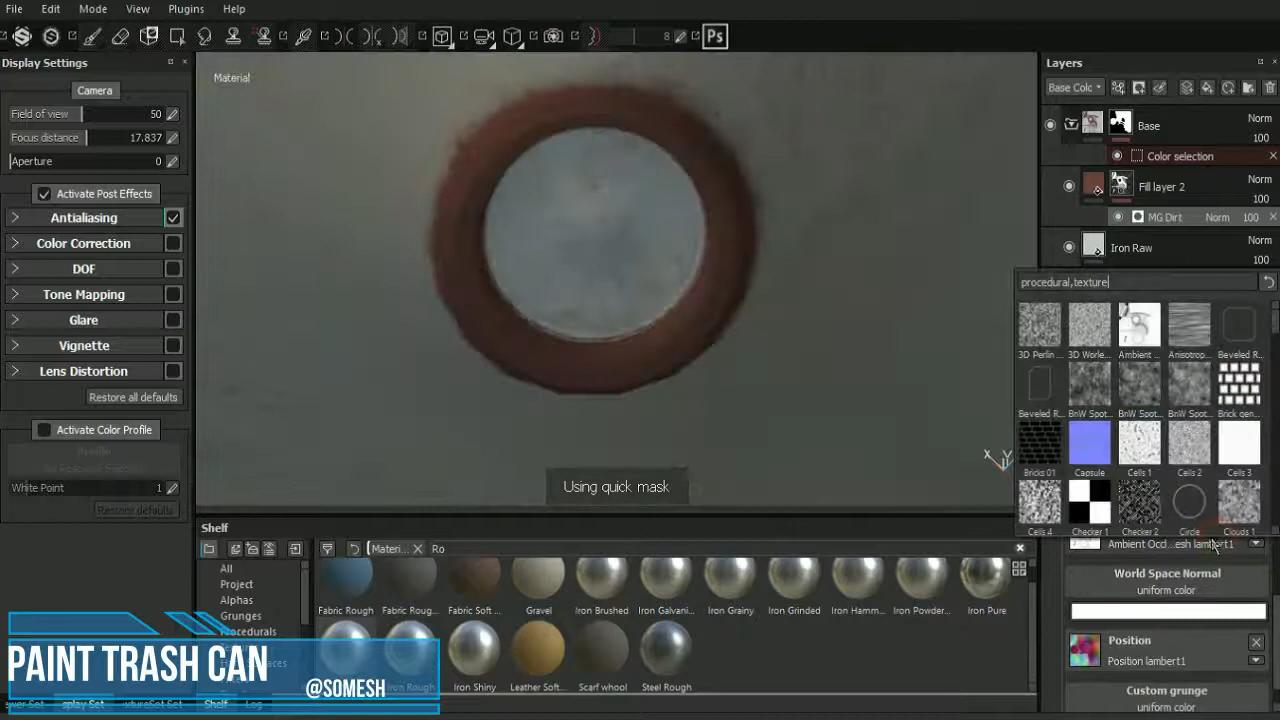 File Edit Mode View Plugins Help
8 Ps
Display Settings
Camera
Field of view 50
Focus distance 17.837
Aperture 0
Activate Post Effects
Antialiasing
Color Correction
DOF
Tone Mapping
Glare
Vignette
Lens Distortion
Restore all defaults
Activate Color Profile
White Point 1
Restore defaults
Material
Using quick mask
X Y
Layers
Base Colc
Base Norm 100
Color selection
Fill layer 2 Norm 100
MG Dirt Norm 100
Iron Raw Norm 100
procedural,texture
3D Perlin ... 3D Worle... Ambient ... Anisotrop... Beveled R...
Beveled R... BnW Spot... BnW Spot... BnW Spot... Brick gen...
Bricks 01 Capsule Cells 1 Cells 2 Cells 3
Cells 4 Checker 1 Checker 2 Circle Clouds 1
Ambient Occl...esh lambert1
World Space Normal
uniform color
Position
Position lambert1
Custom grunge
uniform color
Shelf
Materi... Ro
All
Project
Alphas
Grunges
Procedurals
Fabric Rough Fabric Roug... Fabric Soft ... Gravel Iron Brushed Iron Galvani... Iron Grainy Iron Grinded Iron Hamm... Iron Powder... Iron Pure
Iron Rough Iron Shiny Leather Soft... Scarf whool Steel Rough
PAINT TRASH CAN
@SOMESH
Shelf Log